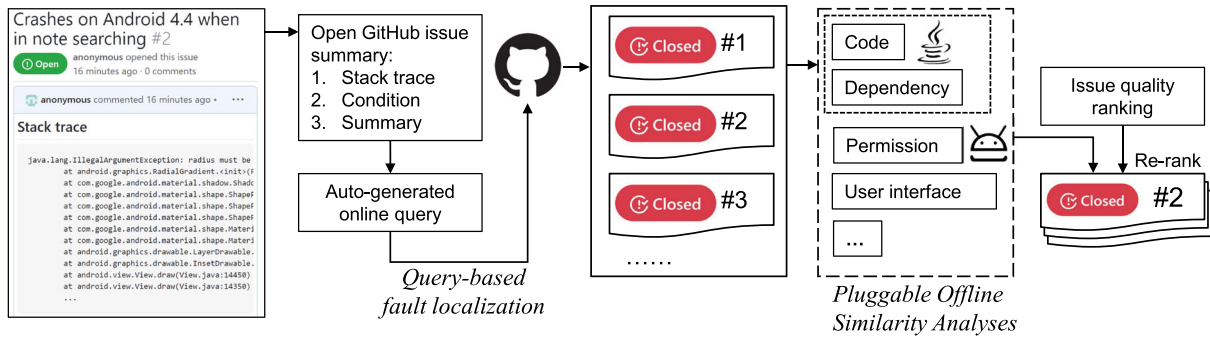 Crashes on Android 4.4 when
in note searching #2
Open
anonymous opened this issue
16 minutes ago · 0 comments
anonymous commented 16 minutes ago •
...
Stack trace
java.lang.IllegalArgumentException: radius must be
at android.graphics.RadialGradient.<init>(F
at com.google.android.material.shadow.Shado
at com.google.android.material.shape.ShapeF
at com.google.android.material.shape.ShapeF
at com.google.android.material.shape.ShapeF
at com.google.android.material.shape.Materi
at com.google.android.material.shape.Materi
at android.graphics.drawable.LayerDrawable.
at android.graphics.drawable.InsetDrawable.
at android.view.View.draw(View.java:14450)
at android.view.View.draw(View.java:14350)
...
Open GitHub issue
summary:
1. Stack trace
2. Condition
3. Summary
Auto-generated
online query
Query-based
fault localization
Closed #1
Closed #2
Closed #3
......
Code
Dependency
Permission
User interface
...
Pluggable Offline
Similarity Analyses
Issue quality
ranking
Re-rank
Closed #2